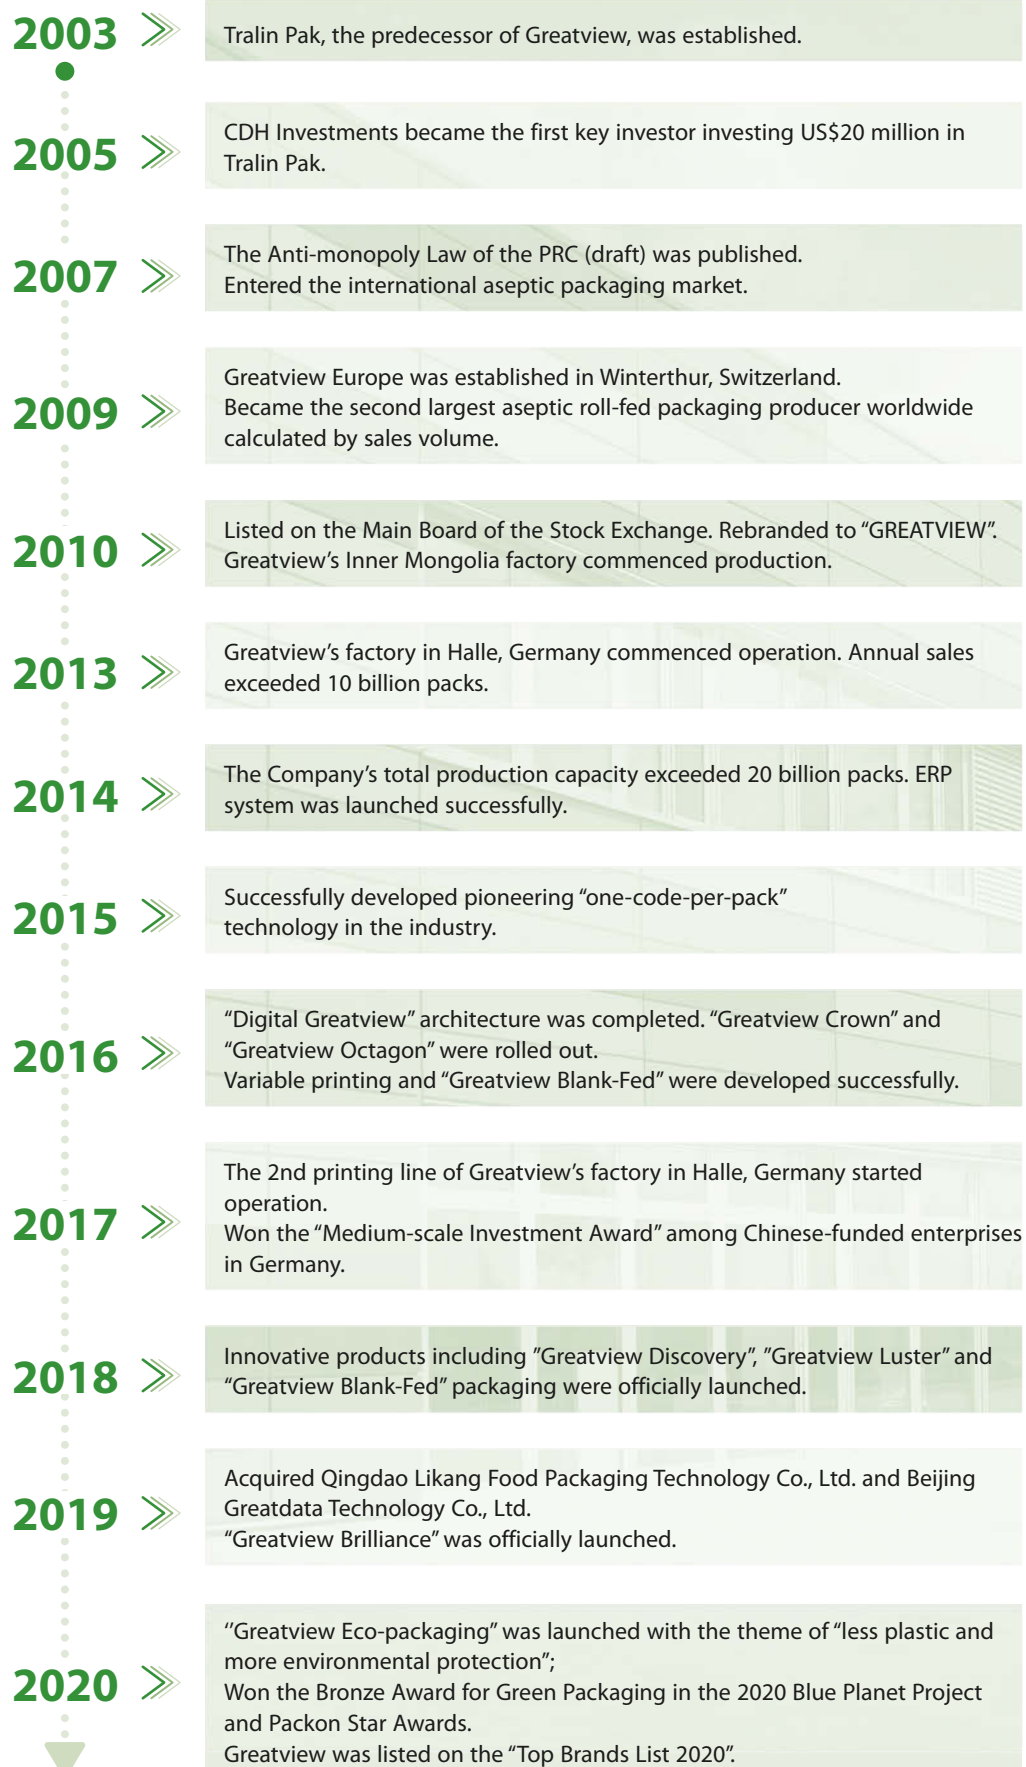 2003
Tralin Pak, the predecessor of Greatview, was established.
2005
CDH Investments became the first key investor investing US$20 million in
Tralin Pak.
2007
The Anti-monopoly Law of the PRC (draft) was published.
Entered the international aseptic packaging market.
2009
Greatview Europe was established in Winterthur, Switzerland.
Became the second largest aseptic roll-fed packaging producer worldwide
calculated by sales volume.
2010
Listed on the Main Board of the Stock Exchange. Rebranded to “GREATVIEW”.
Greatview’s Inner Mongolia factory commenced production.
2013
Greatview’s factory in Halle, Germany commenced operation. Annual sales
exceeded 10 billion packs.
2014
The Company’s total production capacity exceeded 20 billion packs. ERP
system was launched successfully.
2015
Successfully developed pioneering “one-code-per-pack”
technology in the industry.
2016
“Digital Greatview” architecture was completed. “Greatview Crown” and
“Greatview Octagon” were rolled out.
Variable printing and “Greatview Blank-Fed” were developed successfully.
2017
The 2nd printing line of Greatview’s factory in Halle, Germany started
operation.
Won the “Medium-scale Investment Award” among Chinese-funded enterprises
in Germany.
2018
Innovative products including ”Greatview Discovery”, ”Greatview Luster” and
“Greatview Blank-Fed” packaging were officially launched.
2019
Acquired Qingdao Likang Food Packaging Technology Co., Ltd. and Beijing
Greatdata Technology Co., Ltd.
“Greatview Brilliance” was officially launched.
2020
‘’Greatview Eco-packaging” was launched with the theme of “less plastic and
more environmental protection”;
Won the Bronze Award for Green Packaging in the 2020 Blue Planet Project
and Packon Star Awards.
Greatview was listed on the “Top Brands List 2020”.